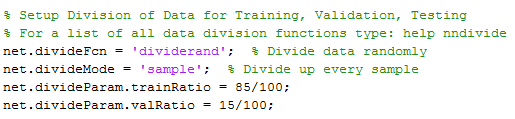 % Setup Division of Data for Training, Validation, Testing
% For a list of all data division functions type: help nndivide
net.divideFcn = 'dividerand';  % Divide data randomly
net.divideMode = 'sample';  % Divide up every sample
net.divideParam.trainRatio = 85/100;
net.divideParam.valRatio = 15/100;